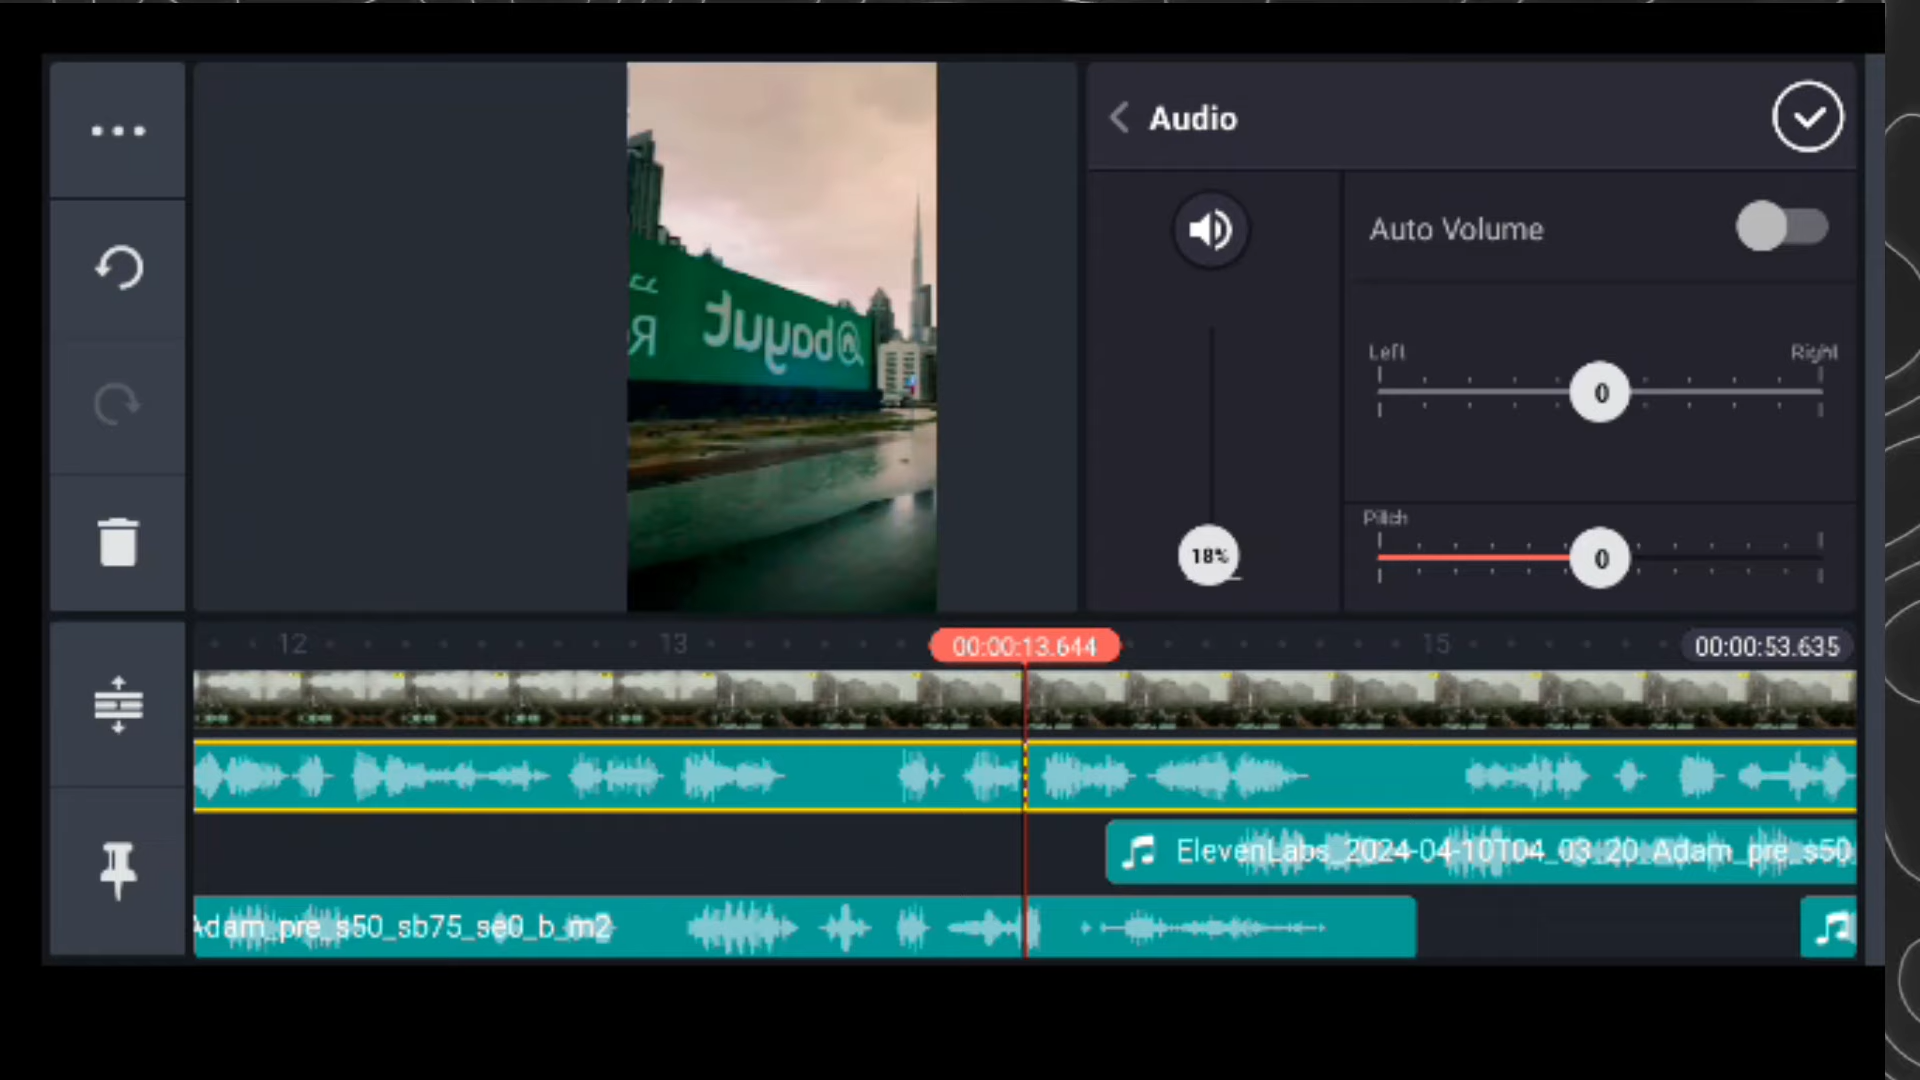 Audio
Auto Volume
Left
Right
0
bayut
R
18%
Pitch
0
12
13
00:00:13.644
15
00:00:53.635
ElevenLabs_2024-04-10T04_03_20_Adam_pre_s50
Adam_pre_s50_sb75_se0_b_m2